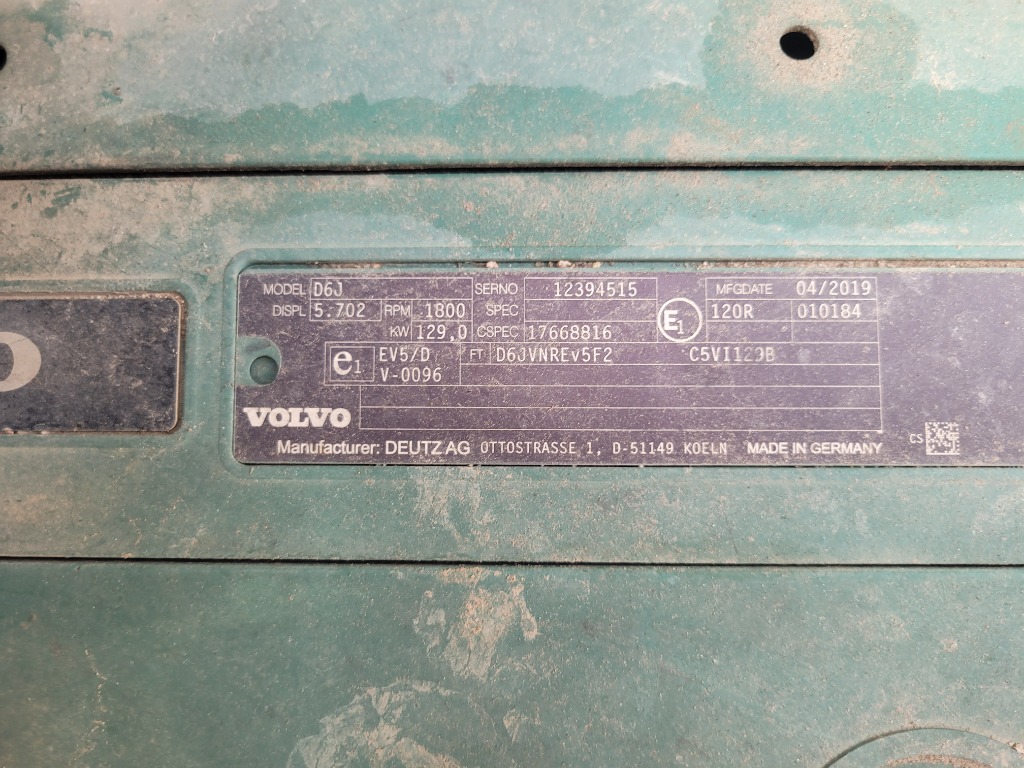 MODEL D6J SERNO 12394515 MFGDATE 04/2019
DISPL 5.702 RPM 1800 SPEC E1 120R 010184
KW 129,0 CSPEC 17668816
e1 EV5/D FT D6JVNREv5F2 C5VI129B
V-0096
VOLVO
Manufacturer: DEUTZ AG OTTOSTRASSE 1, D-51149 KOELN MADE IN GERMANY CS
O